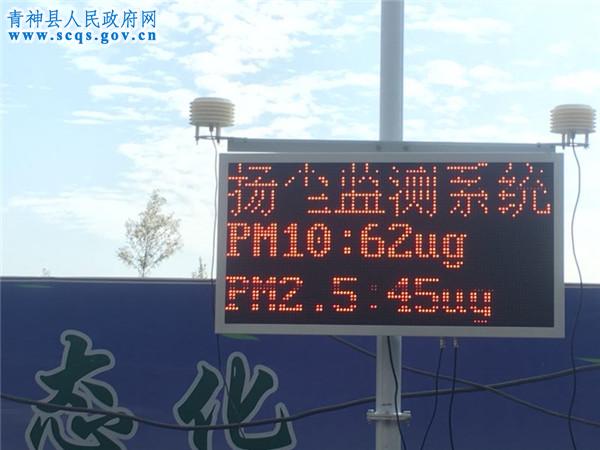 青神县人民政府网
www.scqs.gov.cn
扬尘监测系统
PM10:62ug
PM2.5:45ug
态 化